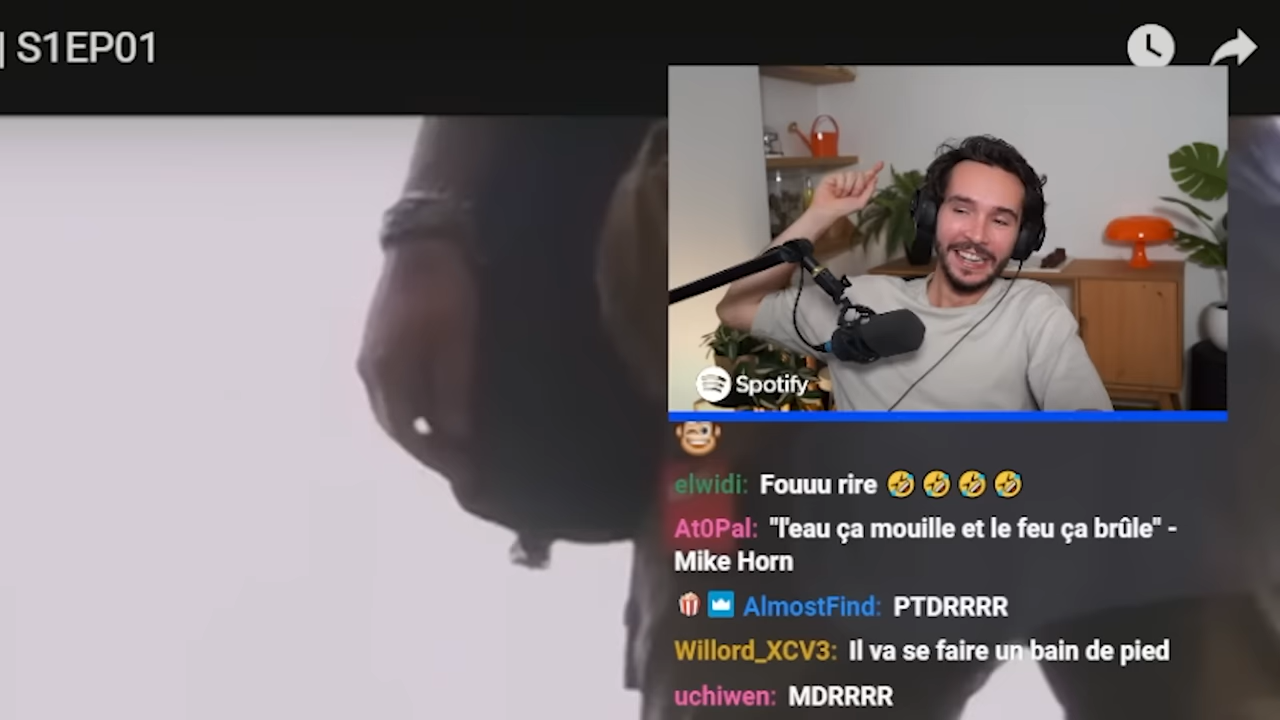 | S1EP01
Spotify
elwidi: Fouuu rire 🤣 🤣 🤣 🤣
At0Pal: "l'eau ça mouille et le feu ça brûle" -
Mike Horn
AlmostFind: PTDRRRR
Willord_XCV3: Il va se faire un bain de pied
uchiwen: MDRRRR